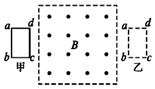 a d a d
B
b 甲 c b 乙 c